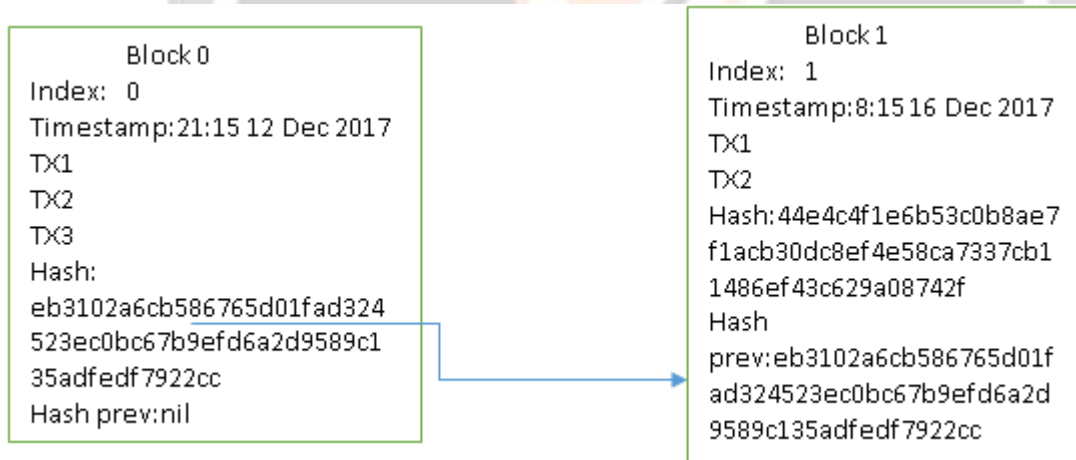 Block 0
Index: 0
Timestamp:21:15 12 Dec 2017
TX1
TX2
TX3
Hash:
eb3102a6cb586765d01fad324
523ec0bc67b9efd6a2d9589c1
35adfedf7922cc
Hash prev:nil
Block 1
Index: 1
Timestamp:8:15 16 Dec 2017
TX1
TX2
Hash:44e4c4f1e6b53c0b8ae7
f1acb30dc8ef4e58ca7337cb1
1486ef43c629a08742f
Hash
prev:eb3102a6cb586765d01f
ad324523ec0bc67b9efd6a2d
9589c135adfedf7922cc